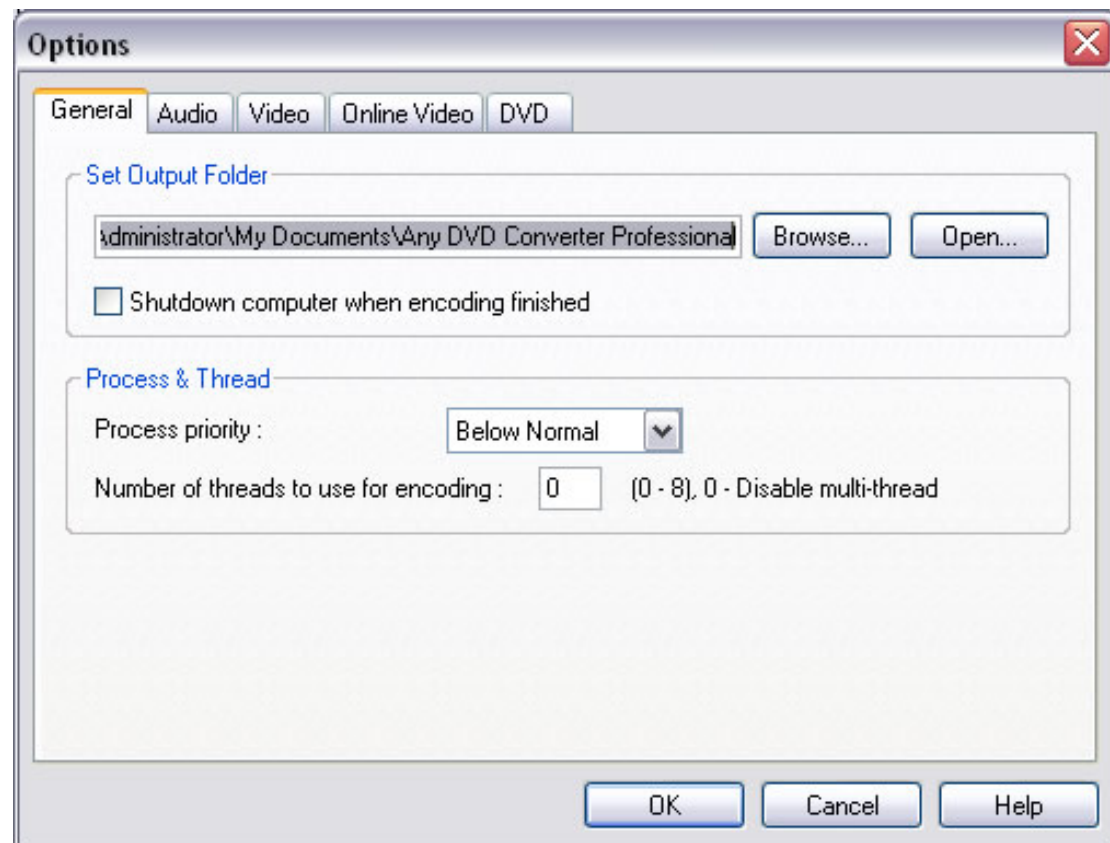 Options
General Audio Video Online Video DVD
Set Output Folder
\dministrator\My Documents\Any DVD Converter Professional Browse... Open...
Shutdown computer when encoding finished
Process & Thread
Process priority : Below Normal
Number of threads to use for encoding : 0 (0 - 8), 0 - Disable multi-thread
OK Cancel Help